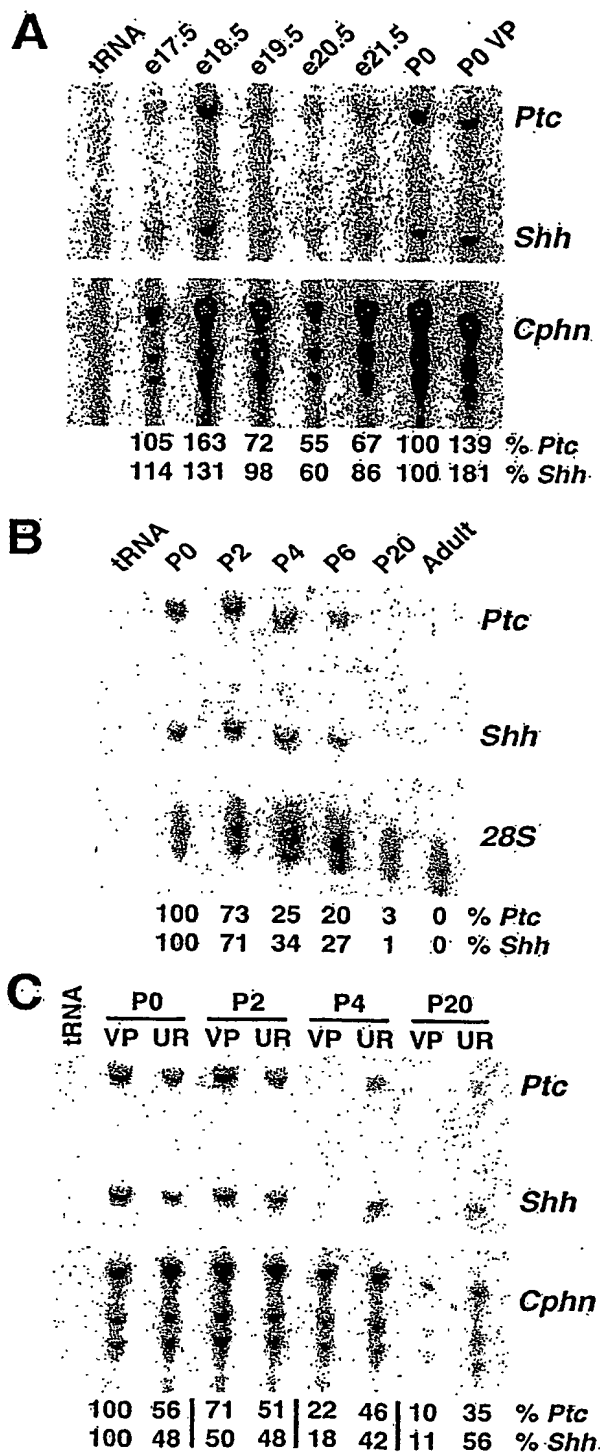 A
tRNA e17.5 e18.5 e19.5 e20.5 e21.5 P0 P0 VP
Ptc
Shh
Cphn
105 163 72 55 67 100 139 % Ptc
114 131 98 60 86 100 181 % Shh
B
tRNA P0 P2 P4 P6 P20 Adult
Ptc
Shh
28S
100 73 25 20 3 0 % Ptc
100 71 34 27 1 0 % Shh
C
tRNA
P0 P2 P4 P20
VP UR VP UR VP UR VP UR
Ptc
Shh
Cphn
100 56 71 51 22 46 10 35 % Ptc
100 48 50 48 18 42 11 56 % Shh